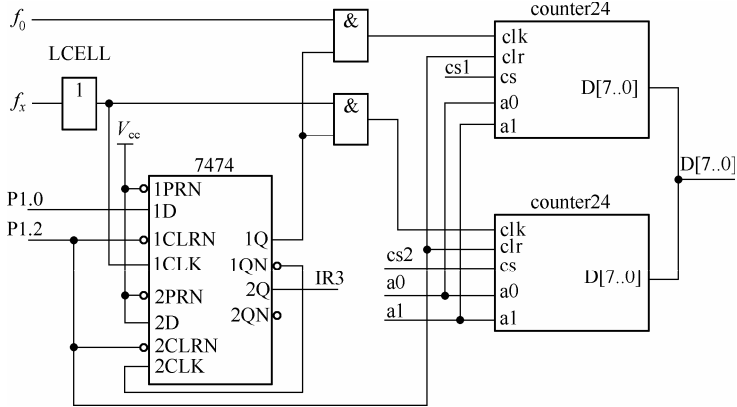 f0
&
counter24
clk
clr
cs1
cs
D[7..0]
a0
a1
LCELL
fx
1
&
Vcc
7474
1PRN
P1.0
1D
P1.2
1CLRN
1Q
1CLK
1QN
2PRN
2Q
IR3
2D
2QN
2CLRN
2CLK
D[7..0]
counter24
clk
clr
cs2
cs
D[7..0]
a0
a0
a1
a1